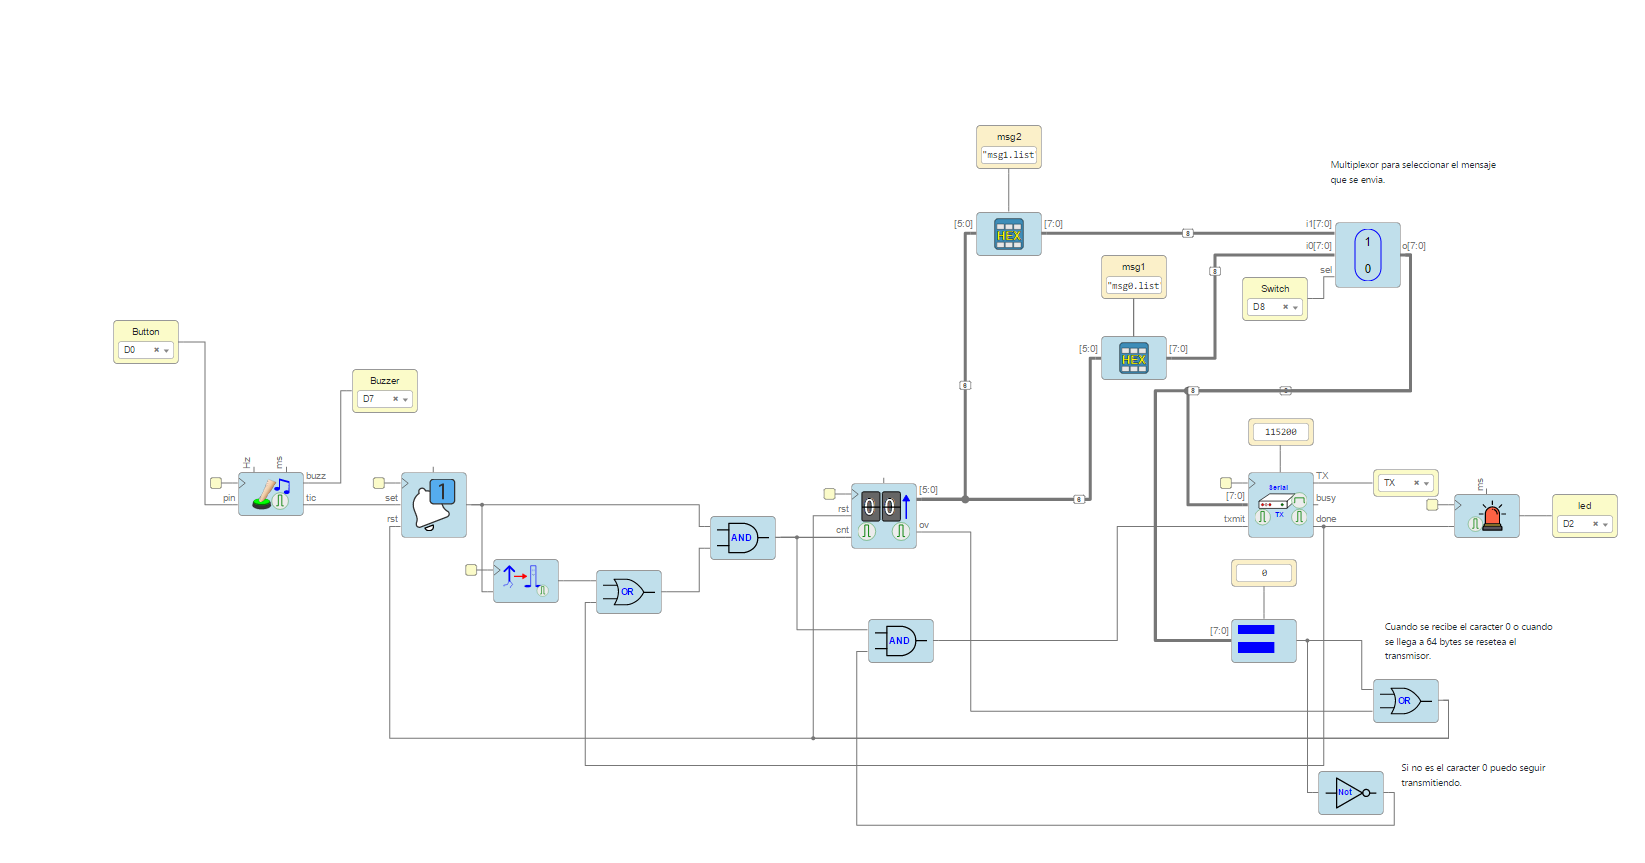 msg2
"msg1.list
Multiplexor para seleccionar el mensaje
que se envia.
[5:0]
[7:0]
HEX
i1[7:0]
i0[7:0]
o[7:0]
sel
1
0
8
8
msg1
"msg0.list
Switch
D8
[5:0]
[7:0]
HEX
Button
D0
Buzzer
D7
6
8
115200
Hz
ms
buzz
pin
tic
set
rst
1
[5:0]
rst
cnt
ov
0 0
6
Serial
TX
TX
[7:0]
busy
txmit
done
TX
ms
led
D2
AND
OR
0
[7:0]
AND
Cuando se recibe el caracter 0 o cuando
se llega a 64 bytes se resetea el
transmisor.
OR
Si no es el caracter 0 puedo seguir
transmitiendo.
Not